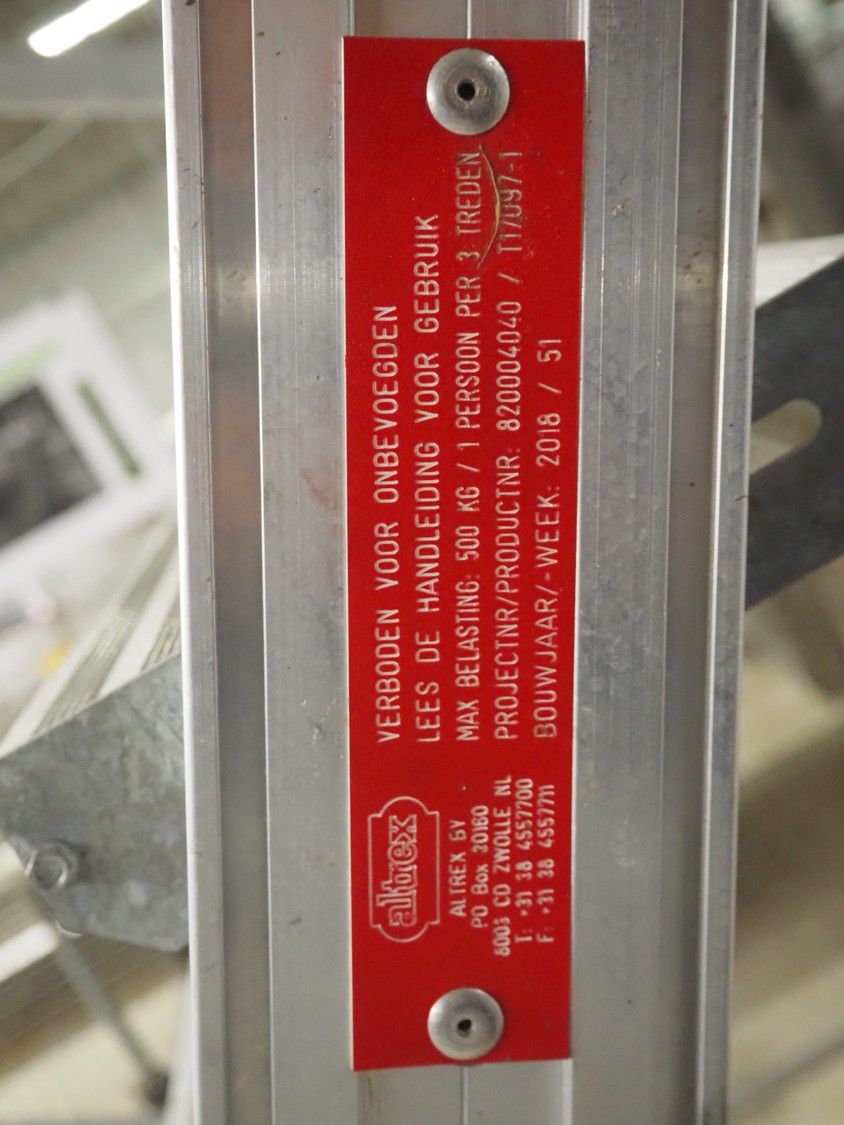 VERBODEN VOOR ONBEVOEGDEN
LEES DE HANDLEIDING VOOR GEBRUIK
MAX BELASTING: 500 KG / 1 PERSOON PER 3 TREDEN
PROJECTNR/PRODUCTNR: 820004040 / T17097-1
BOUWJAAR/-WEEK: 2018 / 51
altrex
ALTREX BV
PO Box 30160
8003 CD ZWOLLE NL
T: +31 38 4557700
F: +31 38 4557711